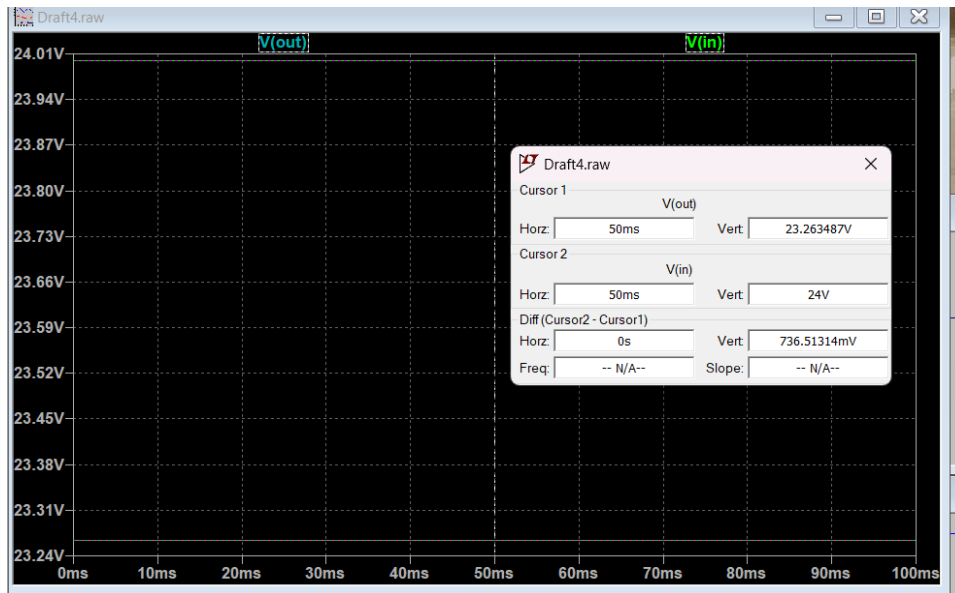 Draft4.raw
V(out) V(in)
24.01V
23.94V
23.87V
23.80V
23.73V
23.66V
23.59V
23.52V
23.45V
23.38V
23.31V
23.24V
0ms 10ms 20ms 30ms 40ms 50ms 60ms 70ms 80ms 90ms 100ms
Draft4.raw
Cursor 1
V(out)
Horz: 50ms Vert: 23.263487V
Cursor 2
V(in)
Horz: 50ms Vert: 24V
Diff (Cursor2 - Cursor1)
Horz: 0s Vert: 736.51314mV
Freq: -- N/A-- Slope: -- N/A--